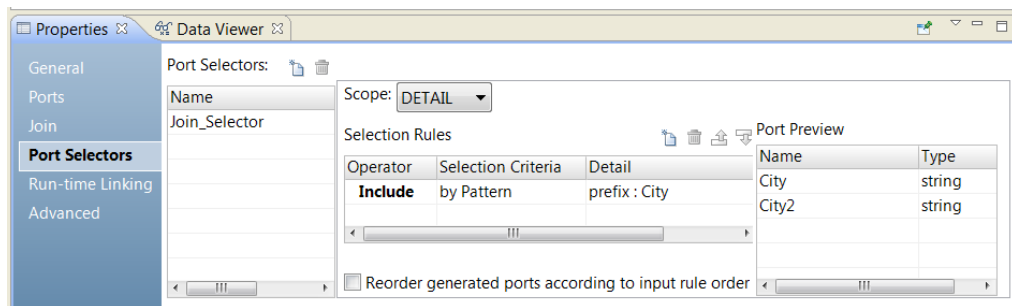 Properties Data Viewer
General
Ports
Join
Port Selectors
Run-time Linking
Advanced
Port Selectors:
Name
Join_Selector
Scope: DETAIL
Selection Rules
Operator Selection Criteria Detail
Include by Pattern prefix : City
Reorder generated ports according to input rule order
Port Preview
Name Type
City string
City2 string